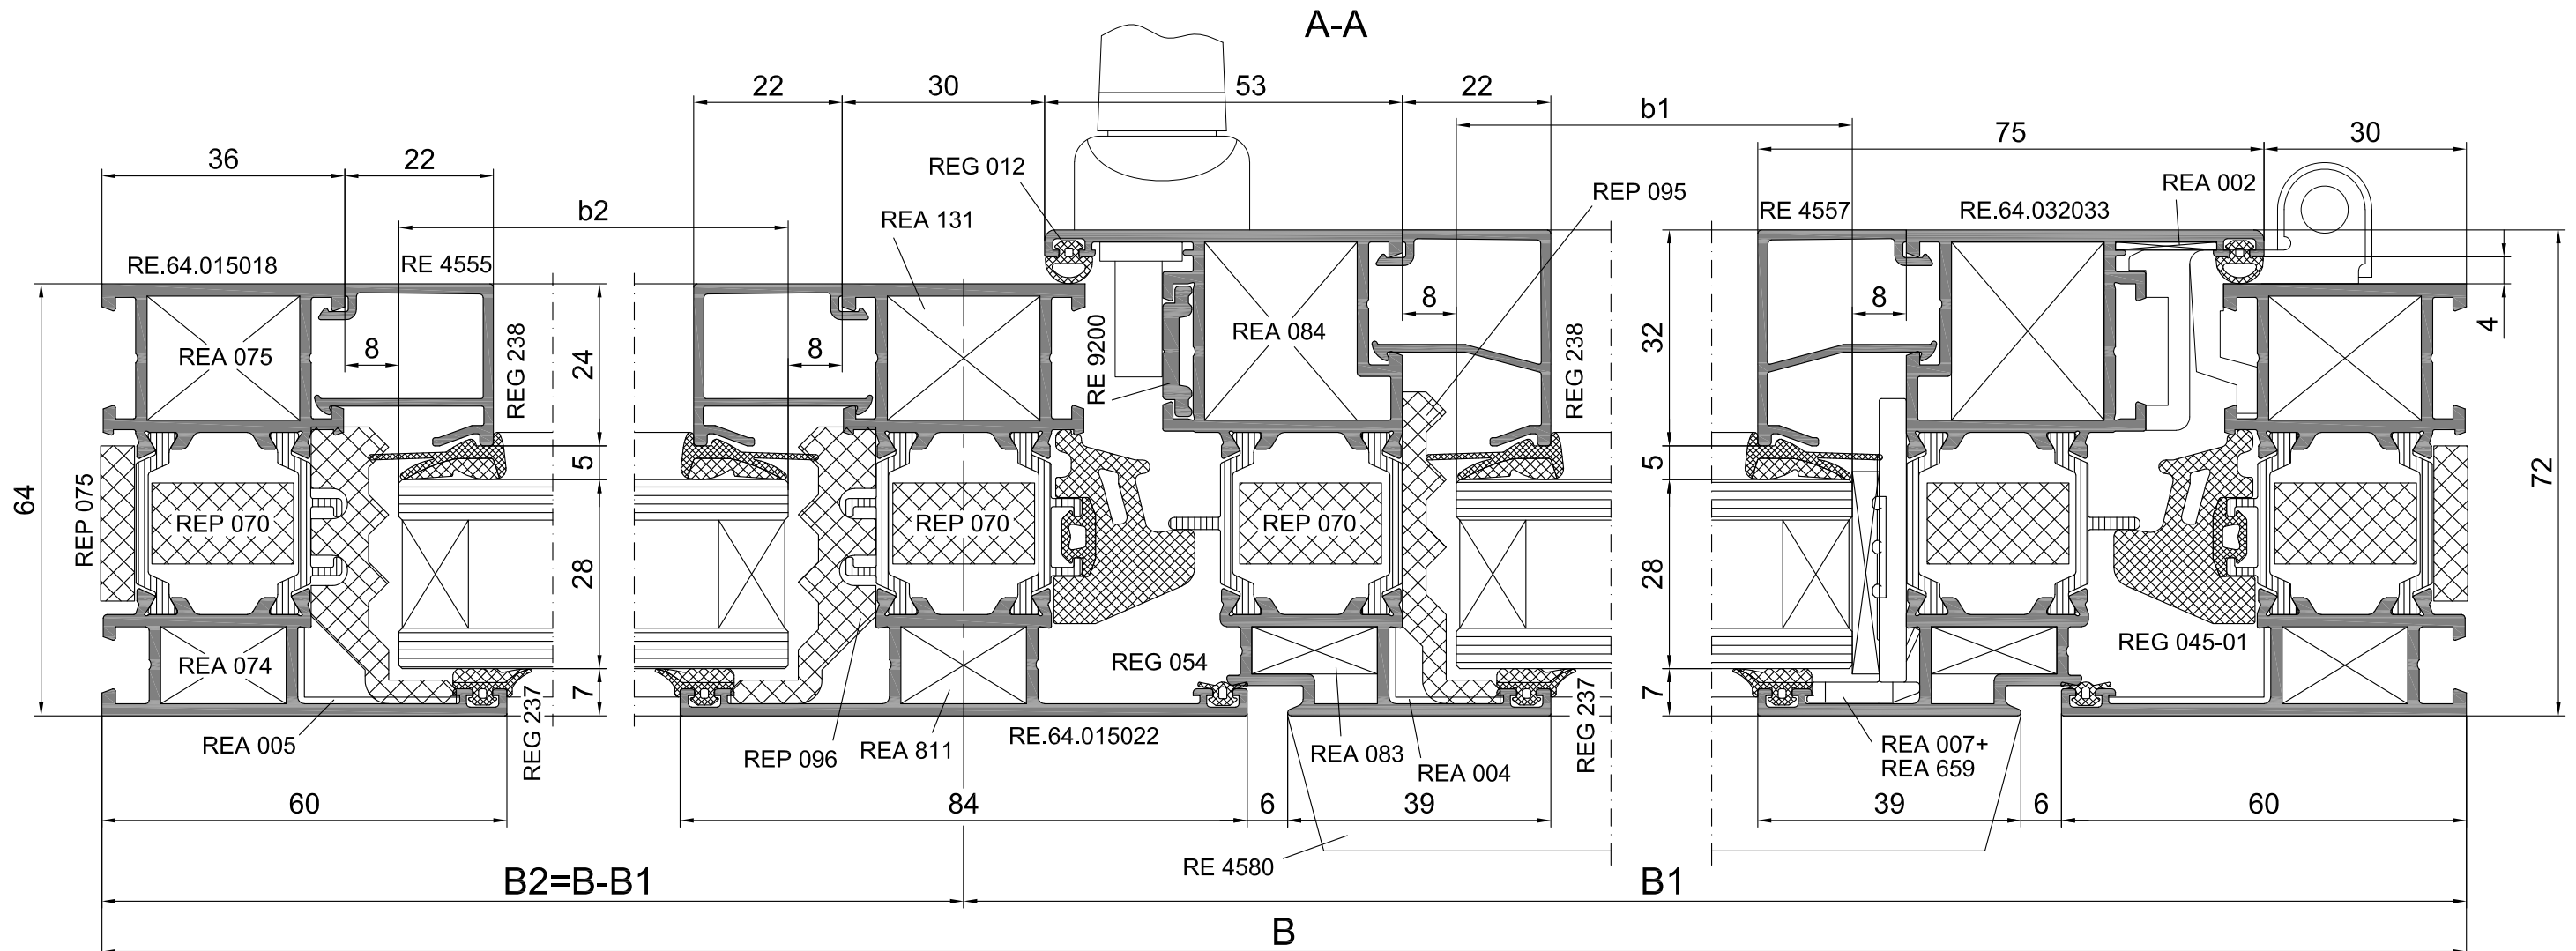 A-A
22
30
53
22
b1
75
30
36
22
REG 012
REP 095
REA 002
b2
REA 131
RE 4557
RE.64.032033
RE.64.015018
RE 4555
8
8
REA 075
8
8
REG 238
24
RE 9200
REA 084
REG 238
32
4
64
REP 075
REP 070
5
REP 070
REP 070
5
72
28
28
REA 074
REG 054
REG 045-01
7
7
REA 005
REG 237
REP 096
REA 811
RE.64.015022
REA 083
REA 004
REG 237
REA 007+
REA 659
60
84
6
39
39
6
60
RE 4580
B2=B-B1
B1
B